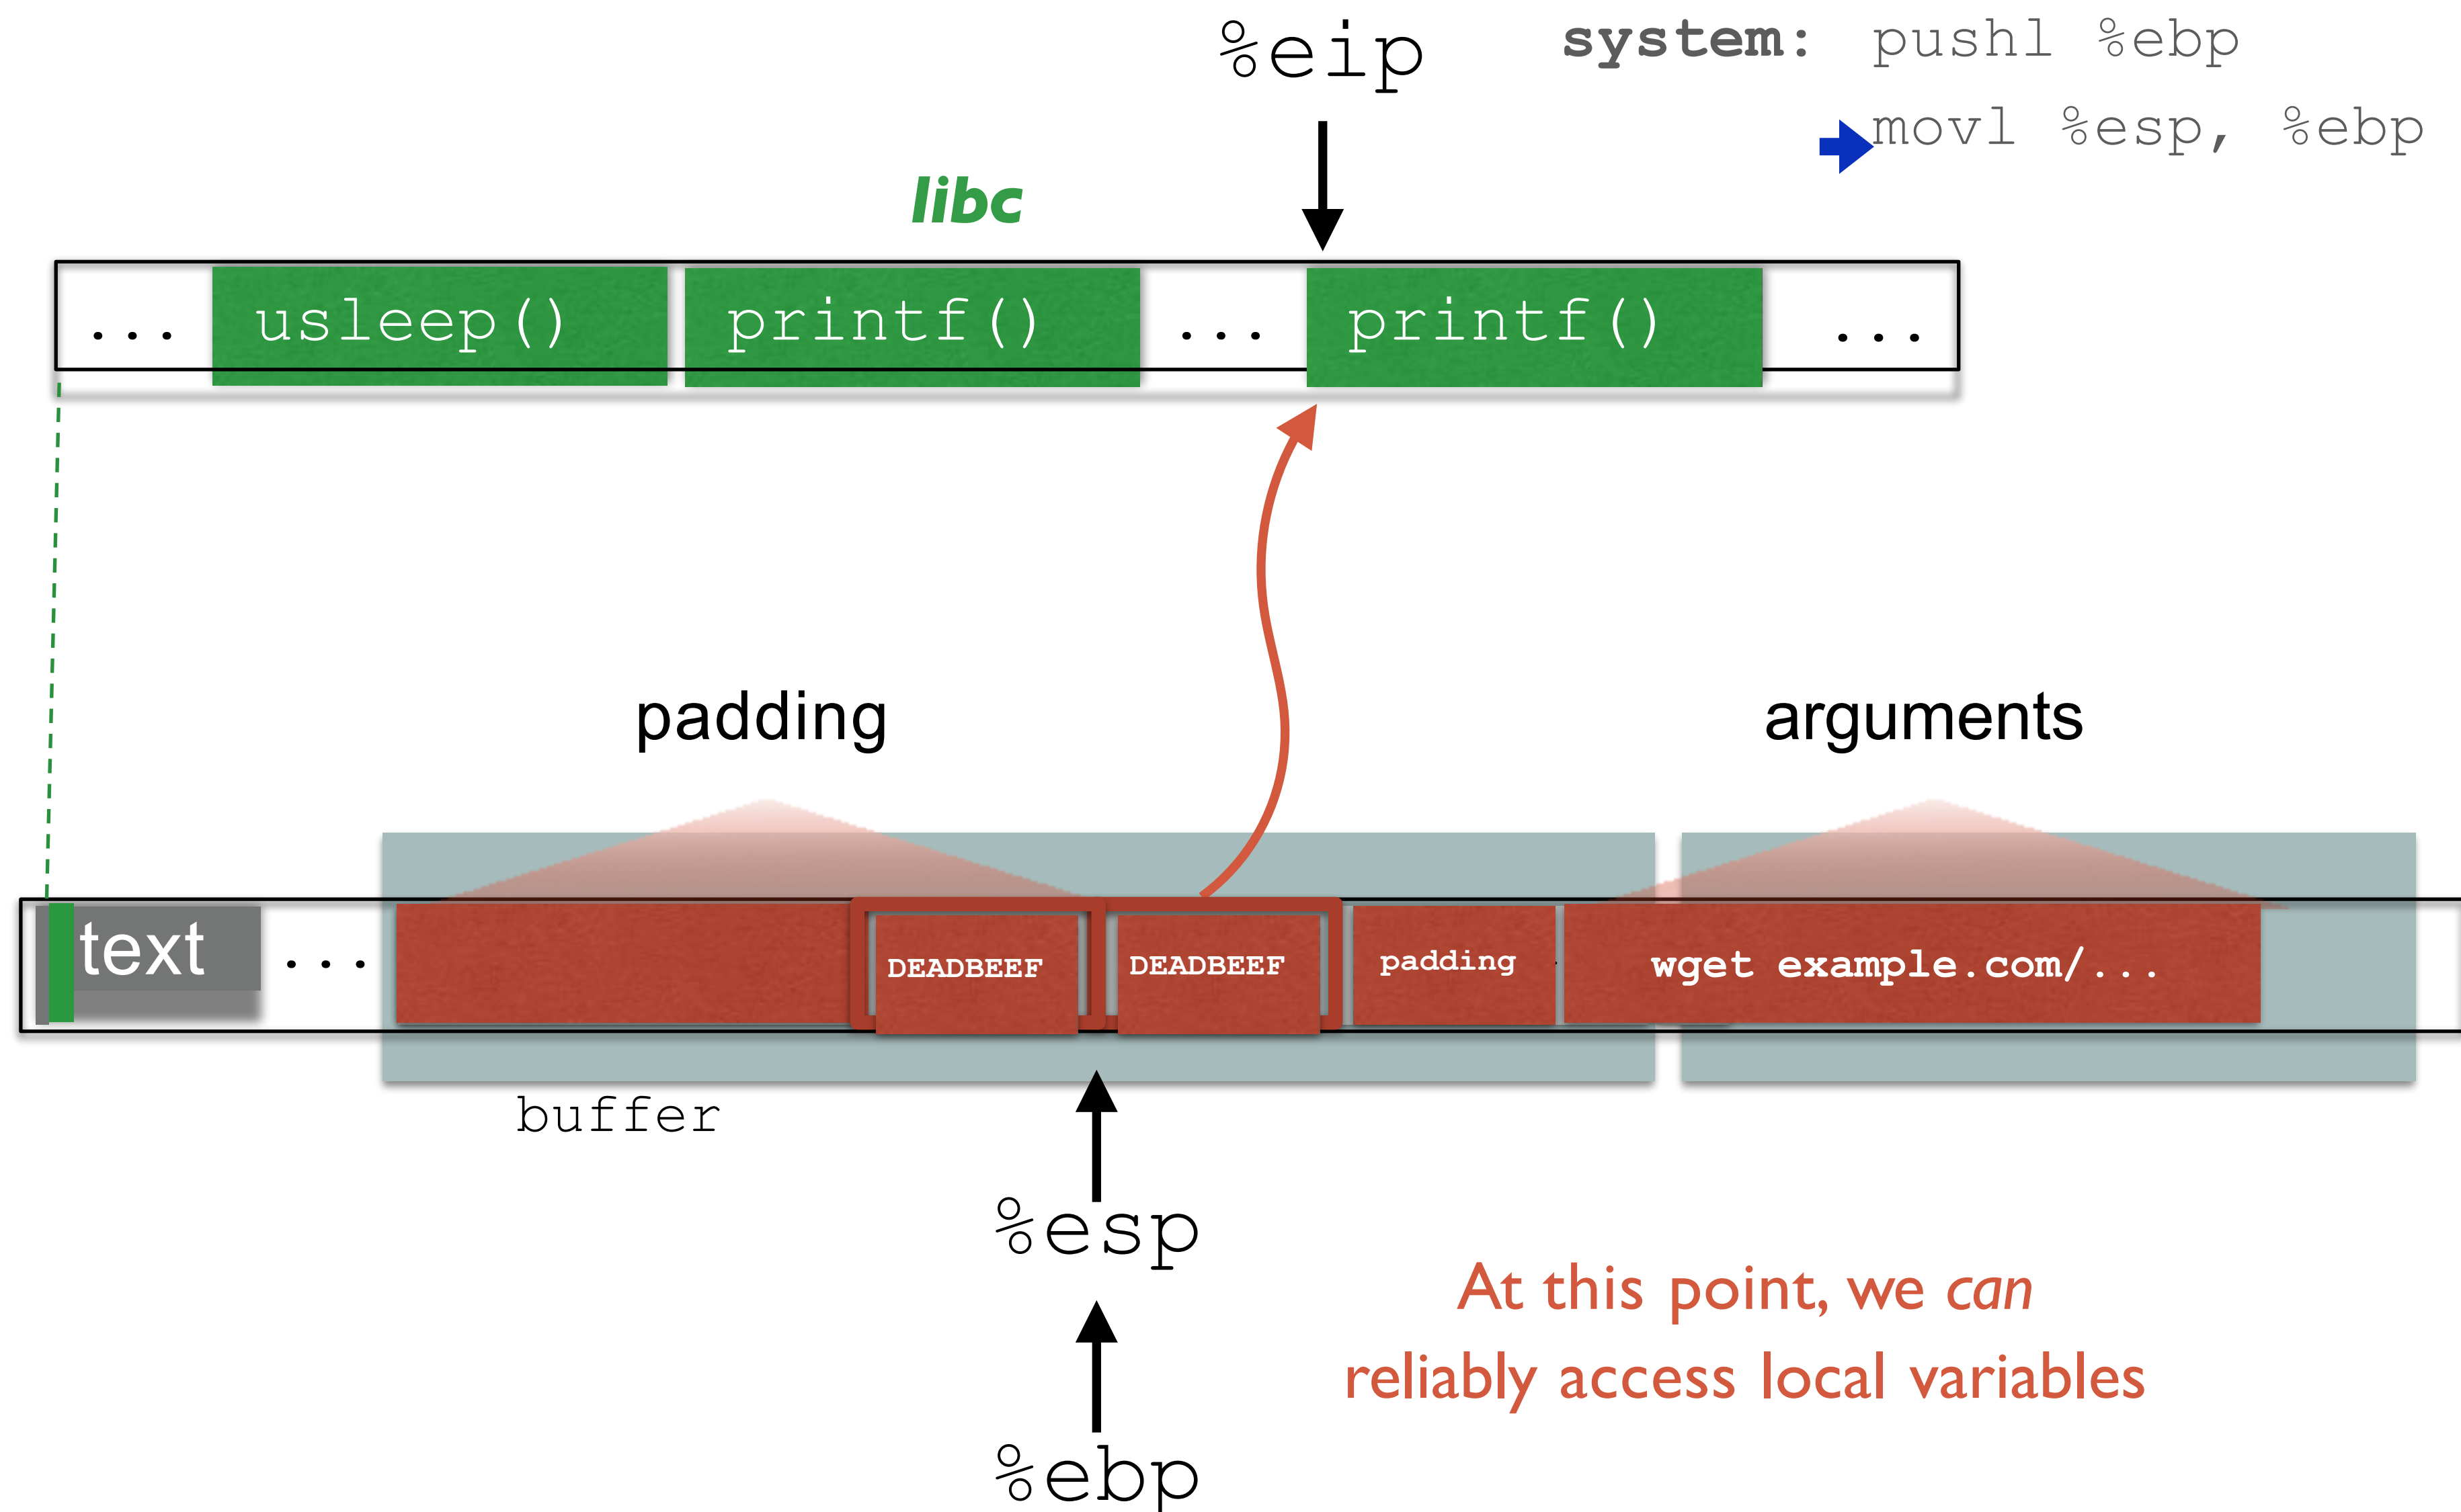 %eip
system: pushl %ebp
movl %esp, %ebp
libc
... usleep() printf() ... printf() ...
padding
arguments
text ... DEADBEEF DEADBEEF padding wget example.com/...
buffer
%esp
At this point, we can
reliably access local variables
%ebp